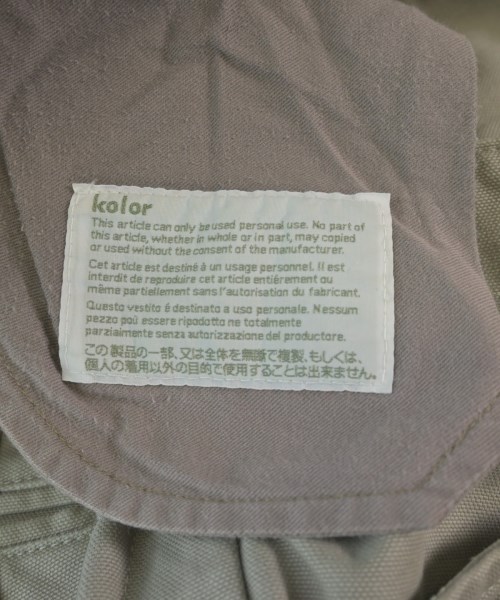 kolor
This article can only be used personal use. No part of
this article, whether in whole or in part, may copied
or used without the consent of the manufacturer.
Cet article est destiné à un usage personnel. Il est
interdit de reproduire cet article entiérement ou
même partiellement sans l'autorisation du fabricant.
Questo vestito é destinato a uso personale. Nessum
pezzo poü essere ripodotto ne totalmente
parzialmente senza autorizzazione del productore.
この製品の一部、又は全体を無断で複製、もしくは、
個人の着用以外の目的で使用することは出来ません。